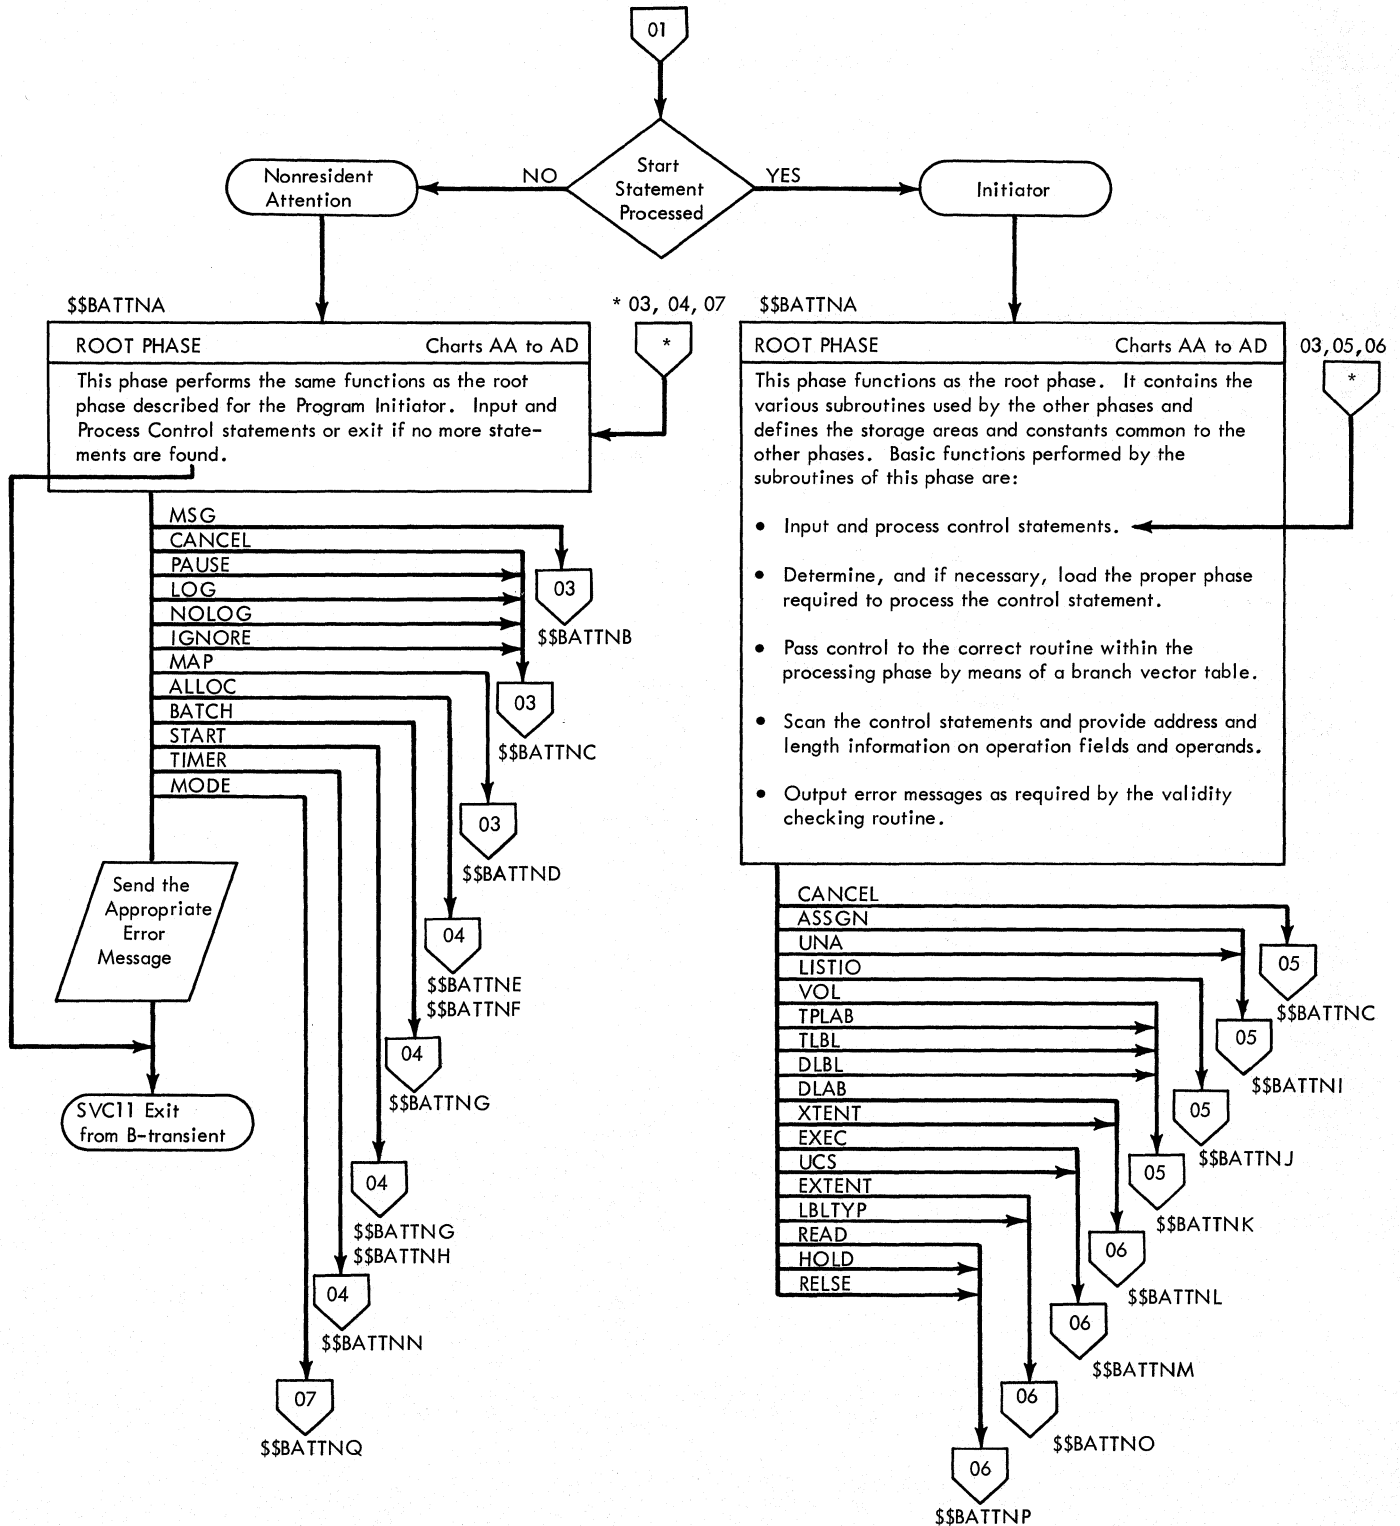 01
Start
Statement
Processed
NO
YES
Nonresident
Attention
Initiator
$$BATTNA
* 03, 04, 07
*
ROOT PHASE Charts AA to AD
This phase performs the same functions as the root
phase described for the Program Initiator. Input and
Process Control statements or exit if no more state-
ments are found.
MSG
CANCEL
PAUSE
LOG
NOLOG
IGNORE
MAP
ALLOC
BATCH
START
TIMER
MODE
03
$$BATTNB
03
$$BATTNC
03
$$BATTND
04
$$BATTNE
$$BATTNF
04
$$BATTNG
04
$$BATTNG
$$BATTNH
04
$$BATTNN
07
$$BATTNQ
Send the
Appropriate
Error
Message
SVC11 Exit
from B-transient
$$BATTNA
03,05,06
*
ROOT PHASE Charts AA to AD
This phase functions as the root phase. It contains the
various subroutines used by the other phases and
defines the storage areas and constants common to the
other phases. Basic functions performed by the
subroutines of this phase are:
• Input and process control statements.
• Determine, and if necessary, load the proper phase
required to process the control statement.
• Pass control to the correct routine within the
processing phase by means of a branch vector table.
• Scan the control statements and provide address and
length information on operation fields and operands.
• Output error messages as required by the validity
checking routine.
CANCEL
ASSGN
UNA
LISTIO
VOL
TPLAB
TLBL
DLBL
DLAB
XTENT
EXEC
UCS
EXTENT
LBLTYP
READ
HOLD
RELSE
05
$$BATTNC
05
$$BATTNI
05
$$BATTNJ
05
$$BATTNK
06
$$BATTNL
06
$$BATTNM
06
$$BATTNO
06
$$BATTNP